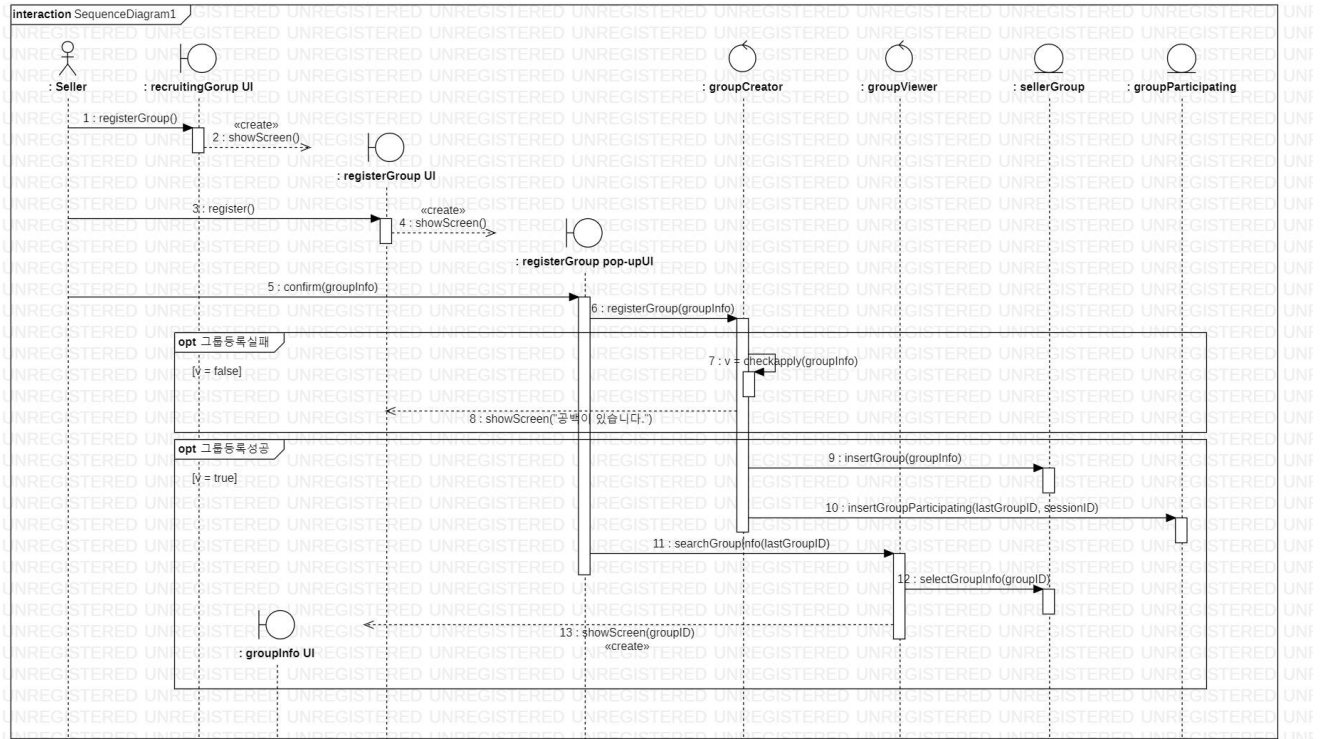 interaction SequenceDiagram1
: Seller
: recruitingGorup UI
: groupCreator
: groupViewer
: sellerGroup
: groupParticipating
1 : registerGroup()
«create»
2 : showScreen()
: registerGroup UI
3 : register()
«create»
4 : showScreen()
: registerGroup pop-upUI
5 : confirm(groupInfo)
6 : registerGroup(groupInfo)
opt 그룹등록실패
[v = false]
7 : v = checkapply(groupInfo)
8 : showScreen("공백이 있습니다.")
opt 그룹등록성공
[v = true]
9 : insertGroup(groupInfo)
10 : insertGroupParticipating(lastGroupID, sessionID)
11 : searchGroupInfo(lastGroupID)
12 : selectGroupInfo(groupID)
13 : showScreen(groupID)
«create»
: groupInfo UI
UNREGISTERED